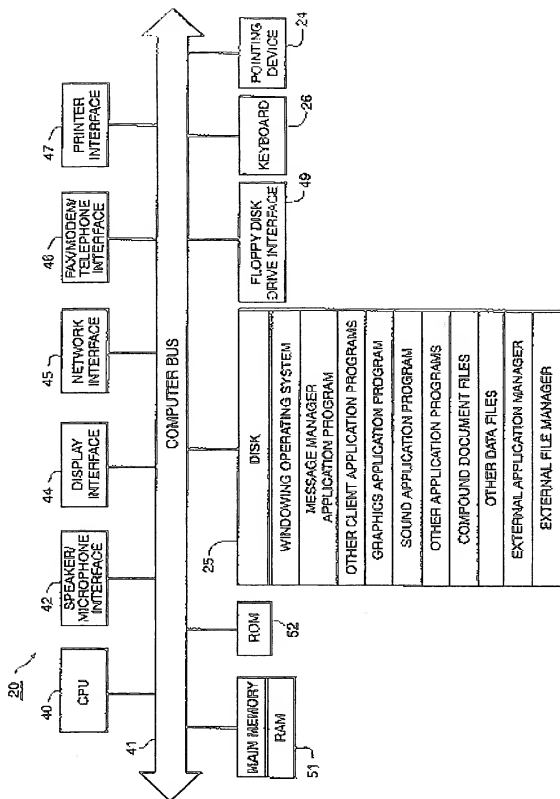 20
40
CPU
42
SPEAKER/
MICROPHONE
INTERFACE
44
DISPLAY
INTERFACE
45
NETWORK
INTERFACE
46
FAX/MODEM/
TELEPHONE
INTERFACE
47
PRINTER
INTERFACE
41
COMPUTER BUS
MAIN MEMORY
RAM
51
ROM
52
25
DISK
WINDOWING OPERATING SYSTEM
MESSAGE MANAGER
APPLICATION PROGRAM
OTHER CLIENT APPLICATION PROGRAMS
GRAPHICS APPLICATION PROGRAM
SOUND APPLICATION PROGRAM
OTHER APPLICATION PROGRAMS
COMPOUND DOCUMENT FILES
OTHER DATA FILES
EXTERNAL APPLICATION MANAGER
EXTERNAL FILE MANAGER
FLOPPY DISK
DRIVE INTERFACE
49
KEYBOARD
26
POINTING
DEVICE
24